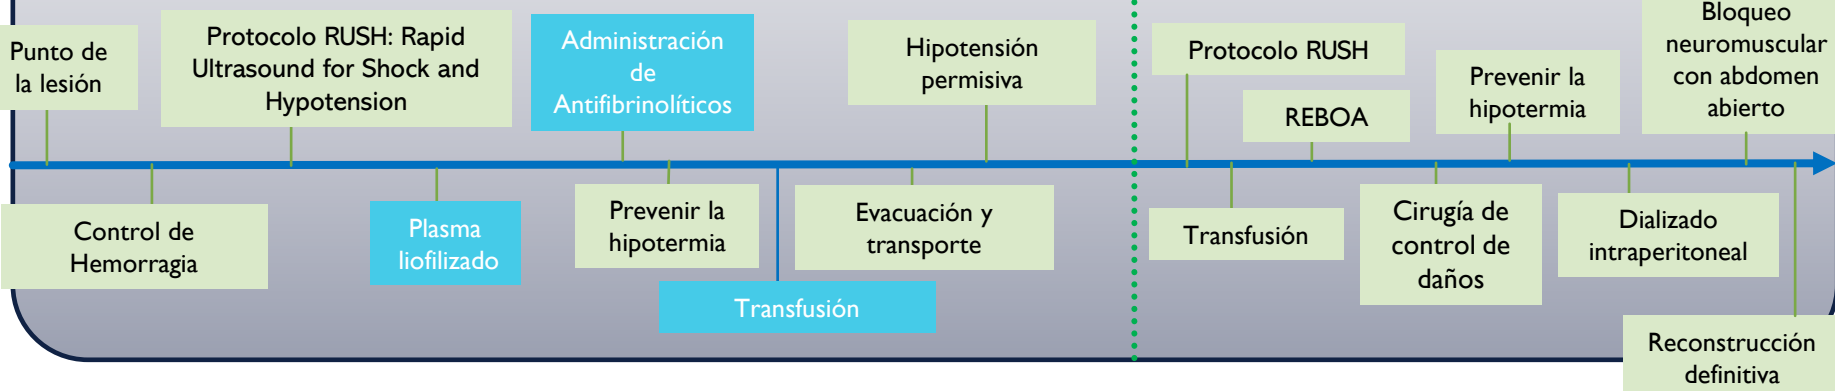 Punto de
la lesión
Control de
Hemorragia
Protocolo RUSH: Rapid
Ultrasound for Shock and
Hypotension
Plasma
liofilizado
Administración
de
Antifibrinolíticos
Prevenir la
hipotermia
Transfusión
Evacuación y
transporte
Hipotensión
permisiva
Protocolo RUSH
Transfusión
REBOA
Cirugía de
control de
daños
Prevenir la
hipotermia
Dializado
intraperitoneal
Bloqueo
neuromuscular
con abdomen
abierto
Reconstrucción
definitiva